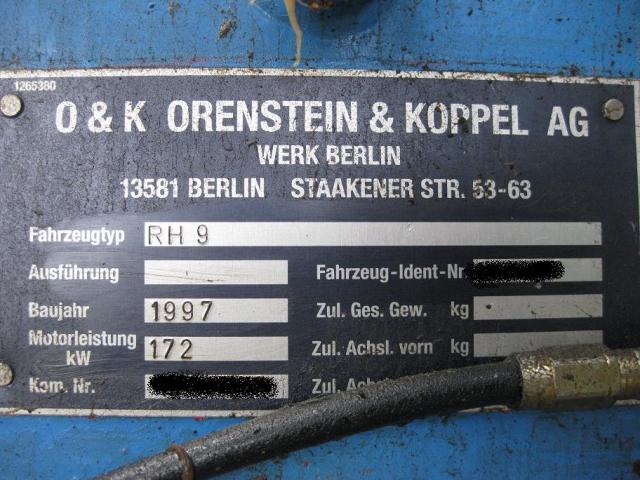 1265380
O & K ORENSTEIN & KOPPEL AG
WERK BERLIN
13581 BERLIN STAAKENER STR. 53-63
Fahrzeugtyp RH 9
Ausführung Fahrzeug-Ident-Nr.
Baujahr 1997 Zul. Ges. Gew. kg
Motorleistung kW 172 Zul. Achsl. vorn kg
Kom. Nr. Zul.